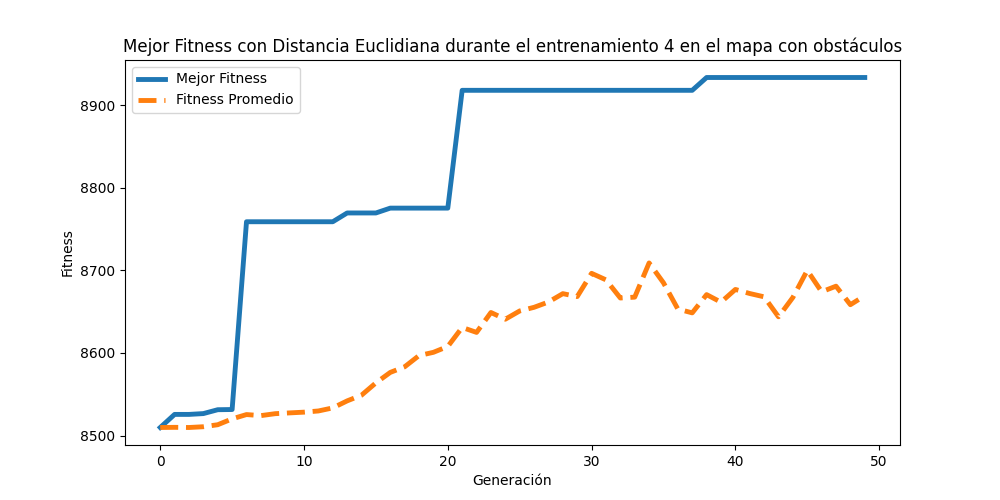 Mejor Fitness con Distancia Euclidiana durante el entrenamiento 4 en el mapa con obstáculos
Mejor Fitness
Fitness Promedio
8900
8800
8700
8600
8500
Fitness
0 10 20 30 40 50
Generación